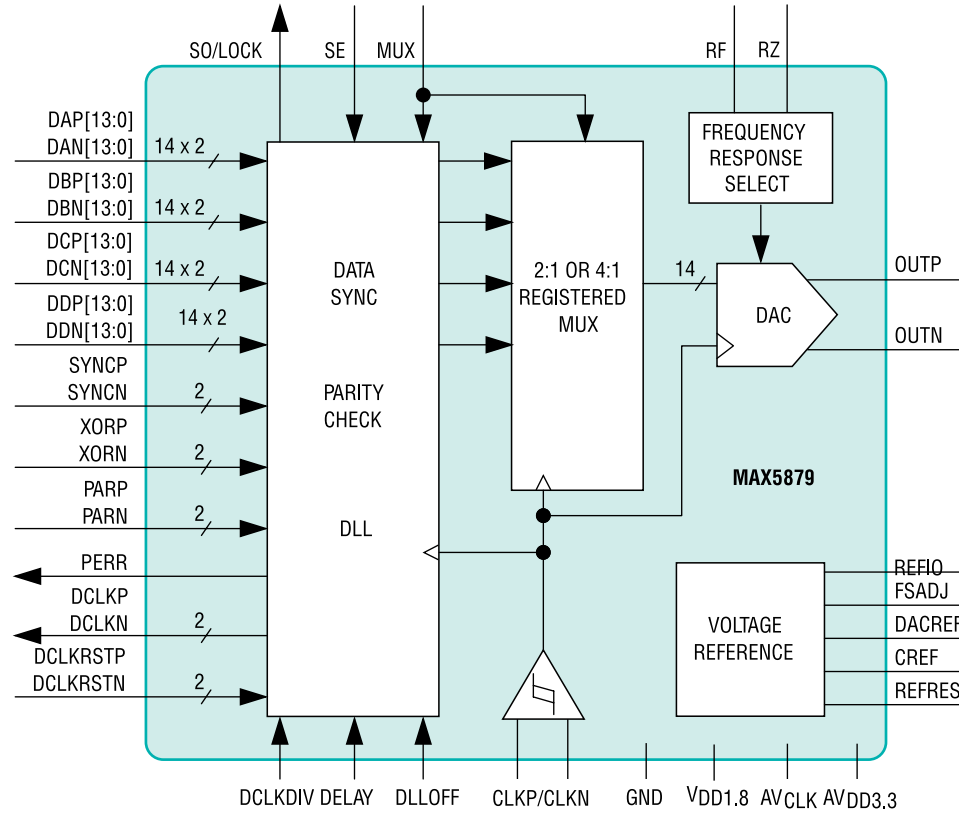 SO/LOCK SE MUX RF RZ
DAP[13:0]
DAN[13:0] 14 x 2
DBP[13:0]
DBN[13:0] 14 x 2
DCP[13:0]
DCN[13:0] 14 x 2
DDP[13:0]
DDN[13:0] 14 x 2
SYNCP
SYNCN 2
XORP
XORN 2
PARP
PARN 2
PERR
DCLKP
DCLKN 2
DCLKRSTP
DCLKRSTN 2
DATA
SYNC
PARITY
CHECK
DLL
2:1 OR 4:1
REGISTERED
MUX
14
FREQUENCY
RESPONSE
SELECT
DAC
OUTP
OUTN
MAX5879
VOLTAGE
REFERENCE
REFIO
FSADJ
DACREF
CREF
REFRES
DCLKDIV DELAY DLLOFF CLKP/CLKN GND VDD1.8 AVCLK AVDD3.3